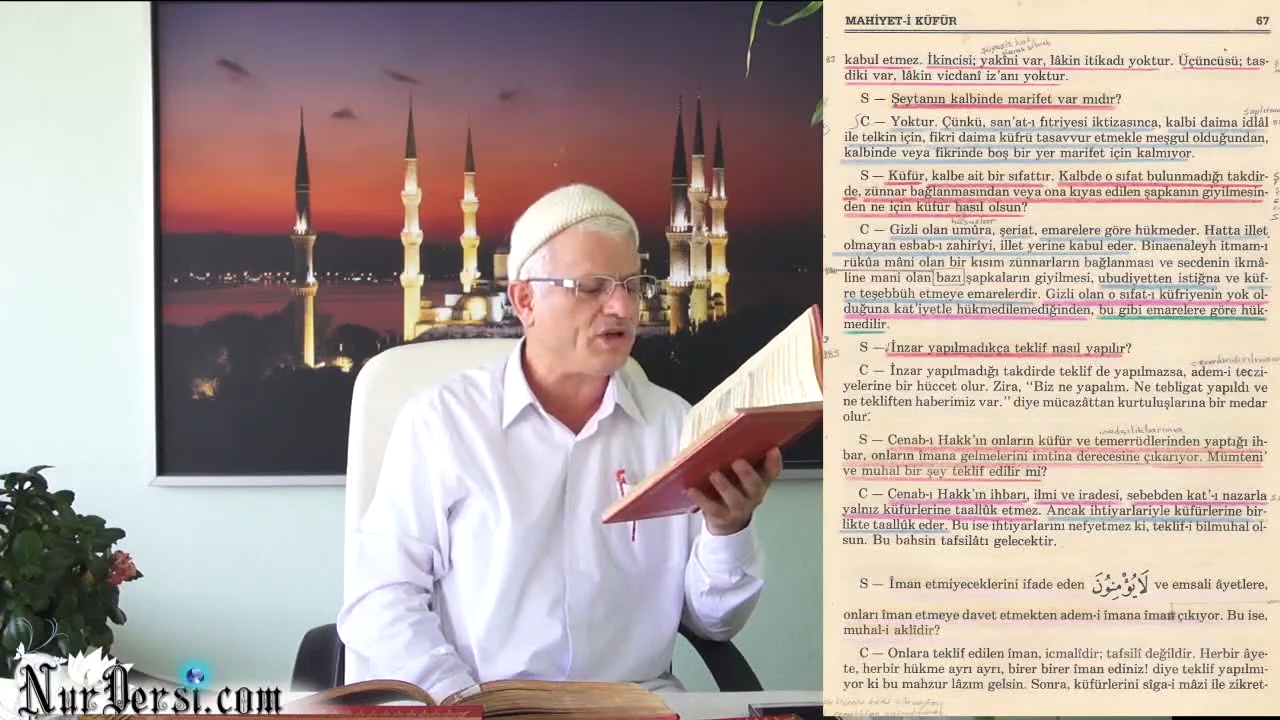 MAHİYET-İ KÜFÜR 67
kabul etmez. İkincisi; yakîni var, lâkin itikadı yoktur. Üçüncüsü; tas-
diki var, lâkin vicdanî iz'anı yoktur.
S — Şeytanın kalbinde marifet var mıdır?
C — Yoktur. Çünkü, san'at-ı fıtriyesi iktizasınca, kalbi daima idlâl
ile telkin için, fikri daima küfrü tasavvur etmekle meşgul olduğundan,
kalbinde veya fikrinde boş bir yer marifet için kalmıyor.
S — Küfür, kalbe ait bir sıfattır. Kalbde o sıfat bulunmadığı takdir-
de, zünnar bağlanmasından veya ona kıyas edilen şapkanın giyilmesin-
den ne için küfür hasıl olsun?
C — Gizli olan umûra, şeriat, emarelere göre hükmeder. Hatta illet
olmayan esbab-ı zahirîyi, illet yerine kabul eder. Binaenaleyh itmam-ı
rükûa mâni olan bir kısım zünnarların bağlanması ve secdenin ikmâ-
line mani olan bazı şapkaların giyilmesi, ubudiyetten istiğna ve küf-
re teşebbüh etmeye emarelerdir. Gizli olan o sıfat-ı küfriyenin yok ol-
duğuna kat'iyetle hükmedilemediğinden, bu gibi emarelere göre hük-
medilir.
S — İnzar yapılmadıkça teklif nasıl yapılır?
C — İnzar yapılmadığı takdirde teklif de yapılmazsa, adem-i teczi-
yelerine bir hüccet olur. Zira, "Biz ne yapalım. Ne tebligat yapıldı ve
ne tekliften haberimiz var." diye mücazâttan kurtuluşlarına bir medar
olur.
S — Cenab-ı Hakk'ın onların küfür ve temerrüdlerinden yaptığı ih-
bar, onların îmana gelmelerini imtina derecesine çıkarıyor. Mümteni'
ve muhal bir şey teklif edilir mi?
C — Cenab-ı Hakk'ın ihbarı, ilmi ve iradesi, sebebden kat'-ı nazarla
yalnız küfürlerine taallûk etmez. Ancak ihtiyarlariyle küfürlerine bir-
likte taallûk eder. Bu ise ihtiyarlarını nefyetmez ki, teklif-i bilmuhal ol-
sun. Bu bahsin tafsilâtı gelecektir.
S — Îman etmiyeceklerini ifade eden لَايُؤْمِنُونَ ve emsali âyetlere,
onları îman etmeye davet etmekten adem-i îmana îman çıkıyor. Bu ise,
muhal-i aklîdir?
C — Onlara teklif edilen îman, icmalîdir; tafsilî değildir. Herbir âye-
te, herbir hükme ayrı ayrı, birer birer îman ediniz! diye teklif yapılmı-
yor ki bu mahzur lâzım gelsin. Sonra, küfürlerini sîga-i mâzi ile zikret-
NurDersi.com